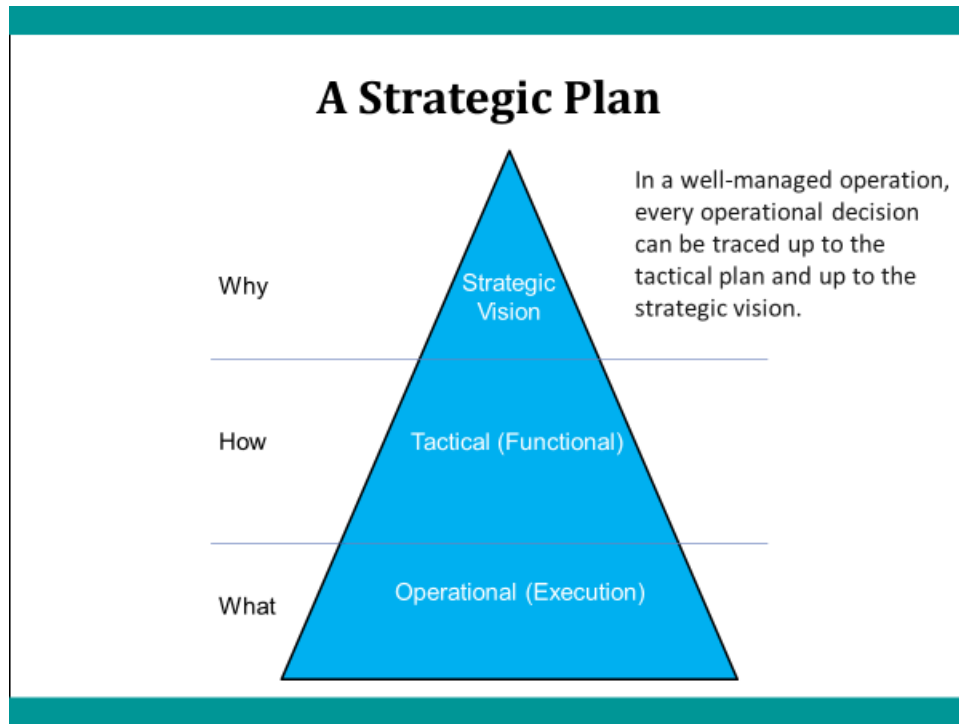 A Strategic Plan
In a well-managed operation,
every operational decision
can be traced up to the
tactical plan and up to the
strategic vision.
Why
Strategic
Vision
How
Tactical (Functional)
What
Operational (Execution)